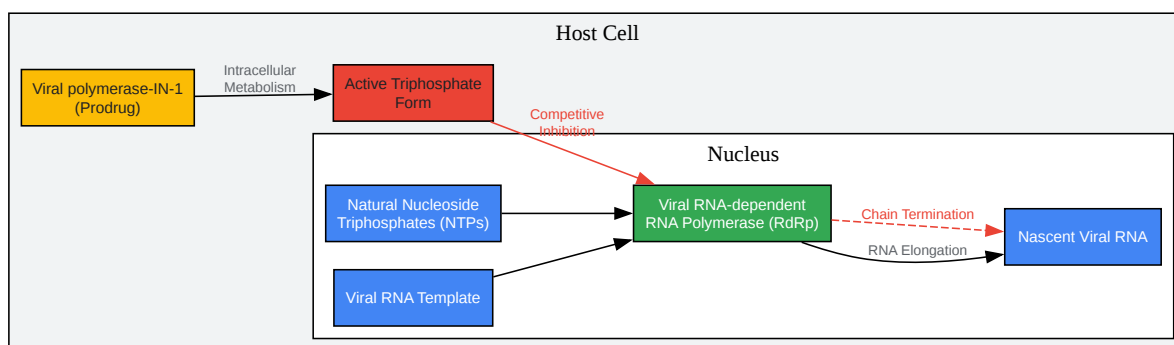 Host Cell
Viral polymerase-IN-1
(Prodrug)
Intracellular
Metabolism
Active Triphosphate
Form
Competitive
Inhibition
Nucleus
Natural Nucleoside
Triphosphates (NTPs)
Viral RNA-dependent
RNA Polymerase (RdRp)
Chain Termination
RNA Elongation
Nascent Viral RNA
Viral RNA Template